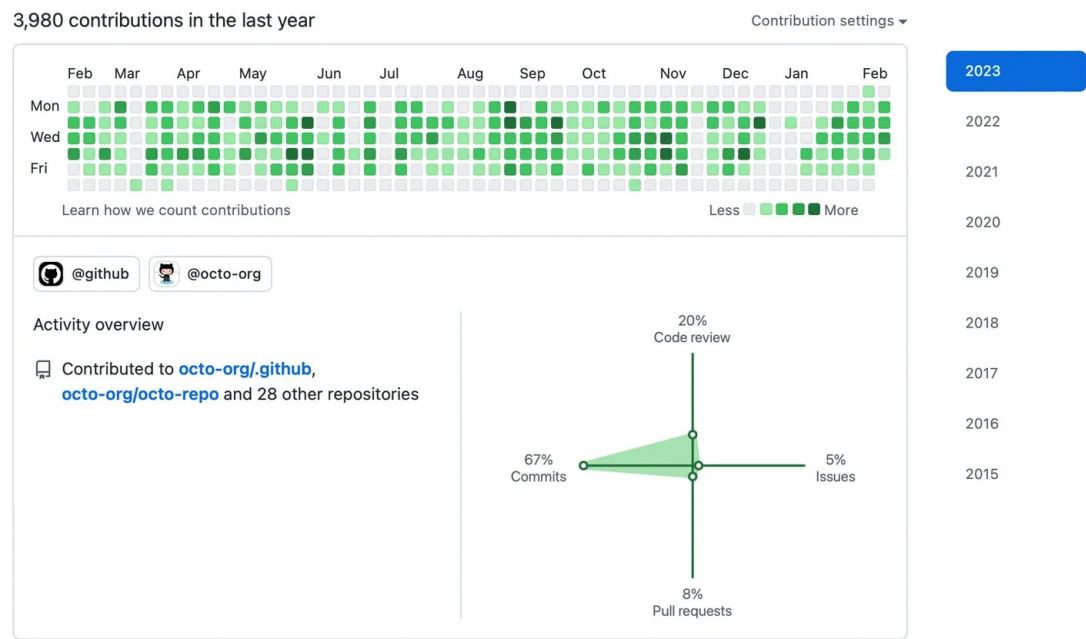 3,980 contributions in the last year
Contribution settings
Feb Mar Apr May Jun Jul Aug Sep Oct Nov Dec Jan Feb
Mon
Wed
Fri
Learn how we count contributions
Less More
@github @octo-org
Activity overview
Contributed to octo-org/.github,
octo-org/octo-repo and 28 other repositories
20%
Code review
67%
Commits
5%
Issues
8%
Pull requests
2023
2022
2021
2020
2019
2018
2017
2016
2015